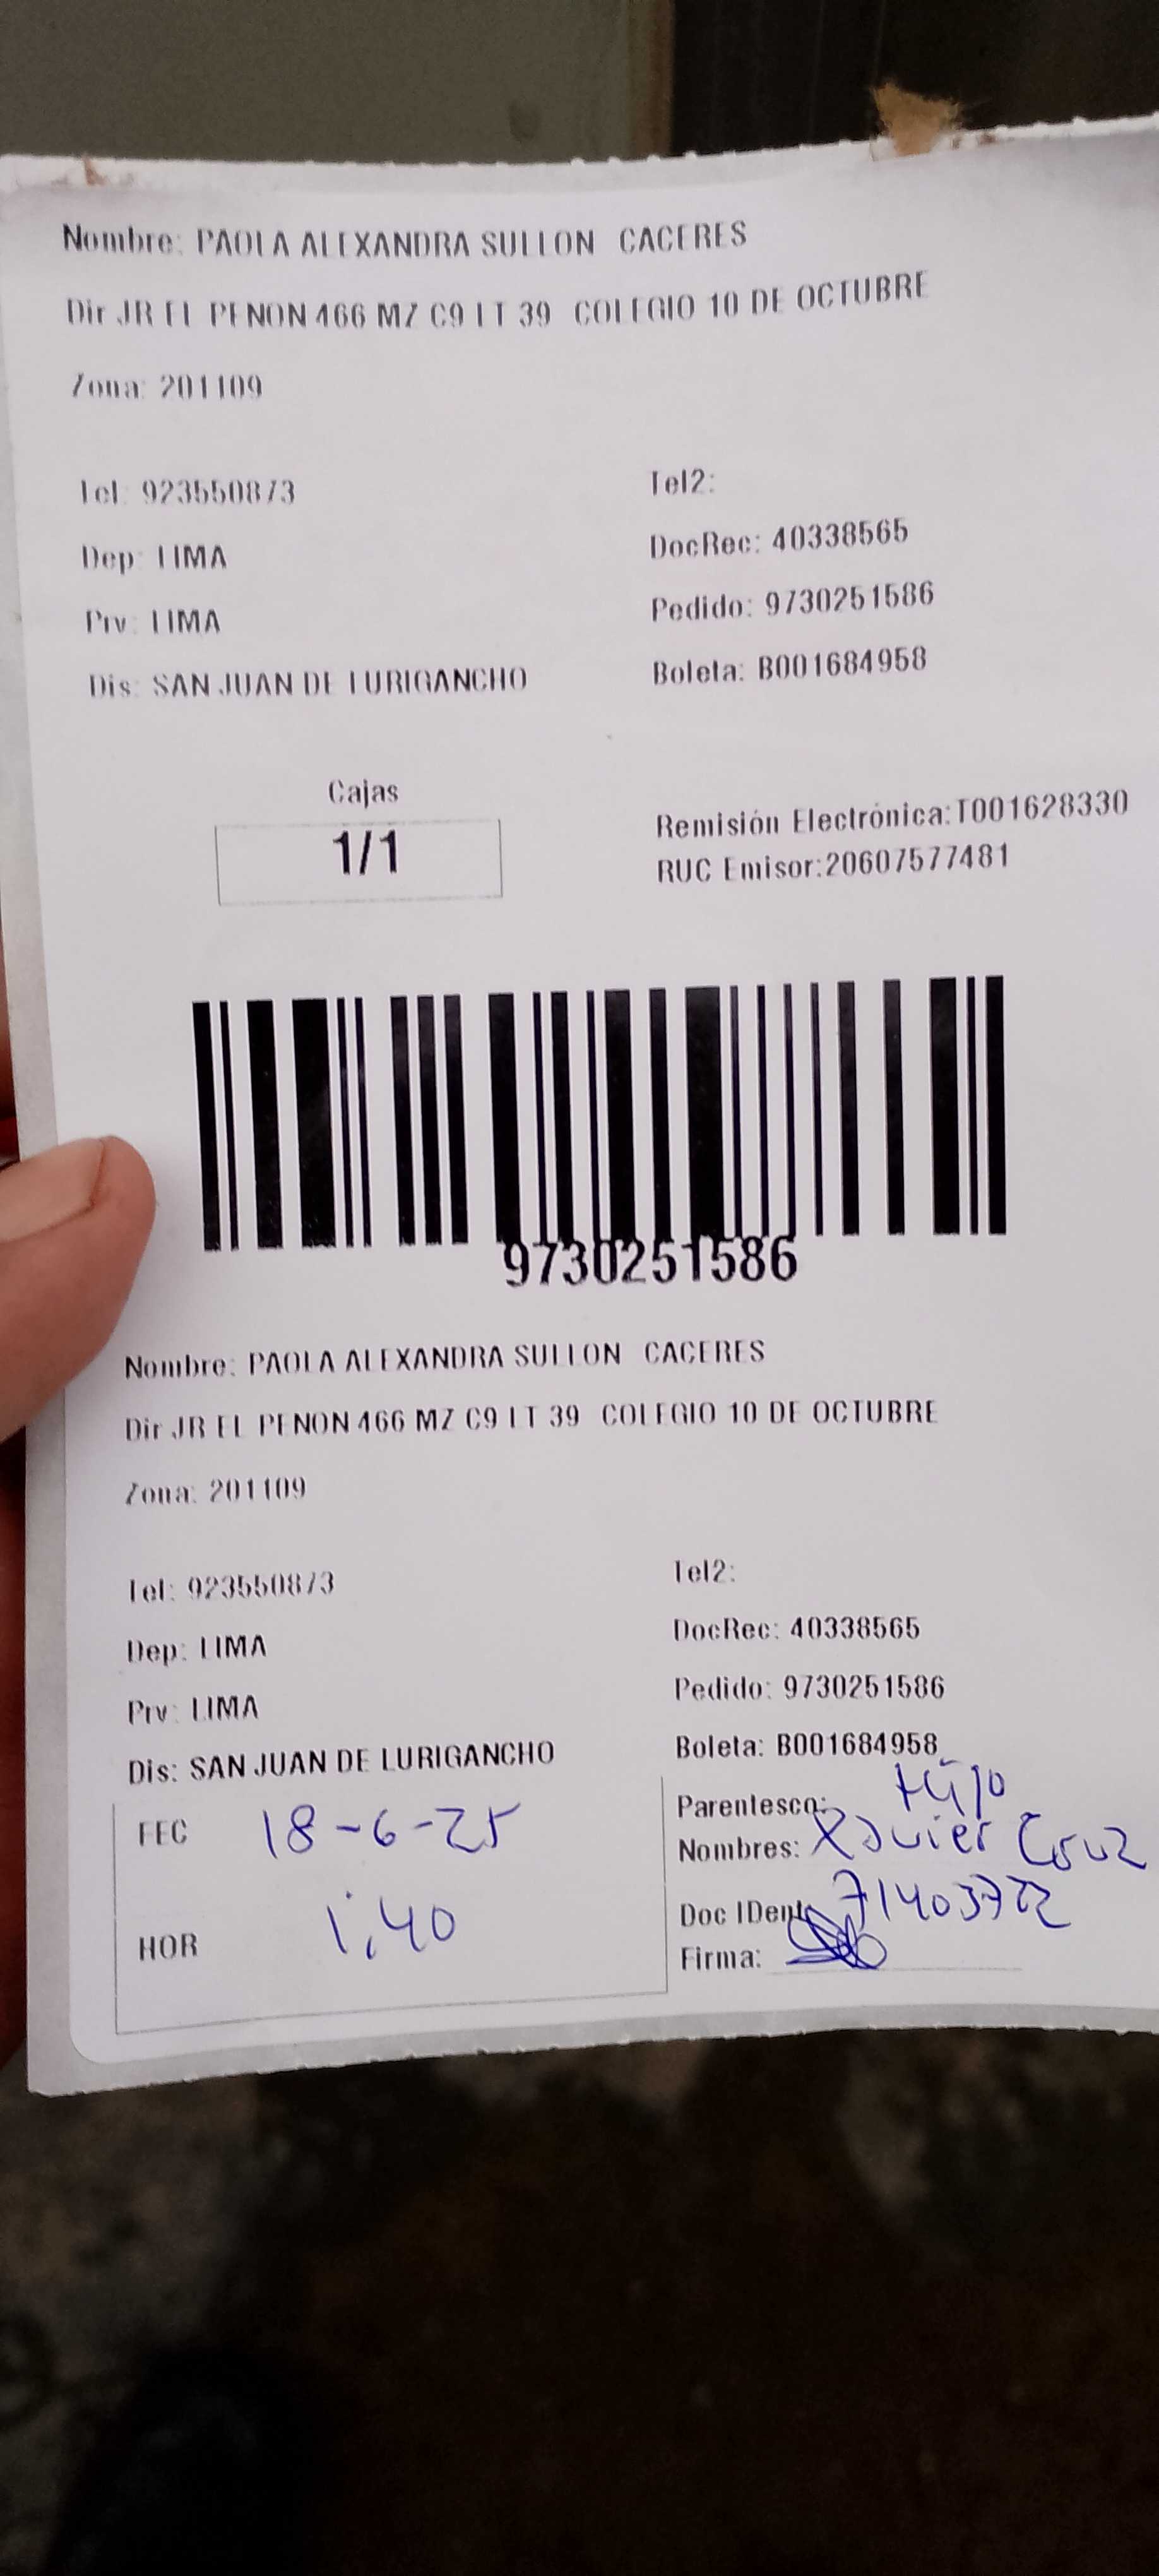 Nombre: PAOLA ALEXANDRA SULLON CACERES
Dir JR EL PENON 466 MZ C9 LT 39 COLEGIO 10 DE OCTUBRE
Zona: 201109
Tel: 923550873 Tel2:
Dep: LIMA DocRec: 40338565
Prv: LIMA Pedido: 9730251586
Dis: SAN JUAN DE LURIGANCHO Boleta: B001684958
Cajas
1/1
Remisión Electrónica:T001628330
RUC Emisor:20607577481
9730251586
Nombre: PAOLA ALEXANDRA SULLON CACERES
Dir JR EL PENON 466 MZ C9 LT 39 COLEGIO 10 DE OCTUBRE
Zona: 201109
Tel: 923550873 Tel2:
Dep: LIMA DocRec: 40338565
Prv: LIMA Pedido: 9730251586
Dis: SAN JUAN DE LURIGANCHO Boleta: B001684958
FEC 18-6-25
HOR 1,40
Parentesco: Hijo
Nombres: Xavier Cruz
Doc IDent
Firma: